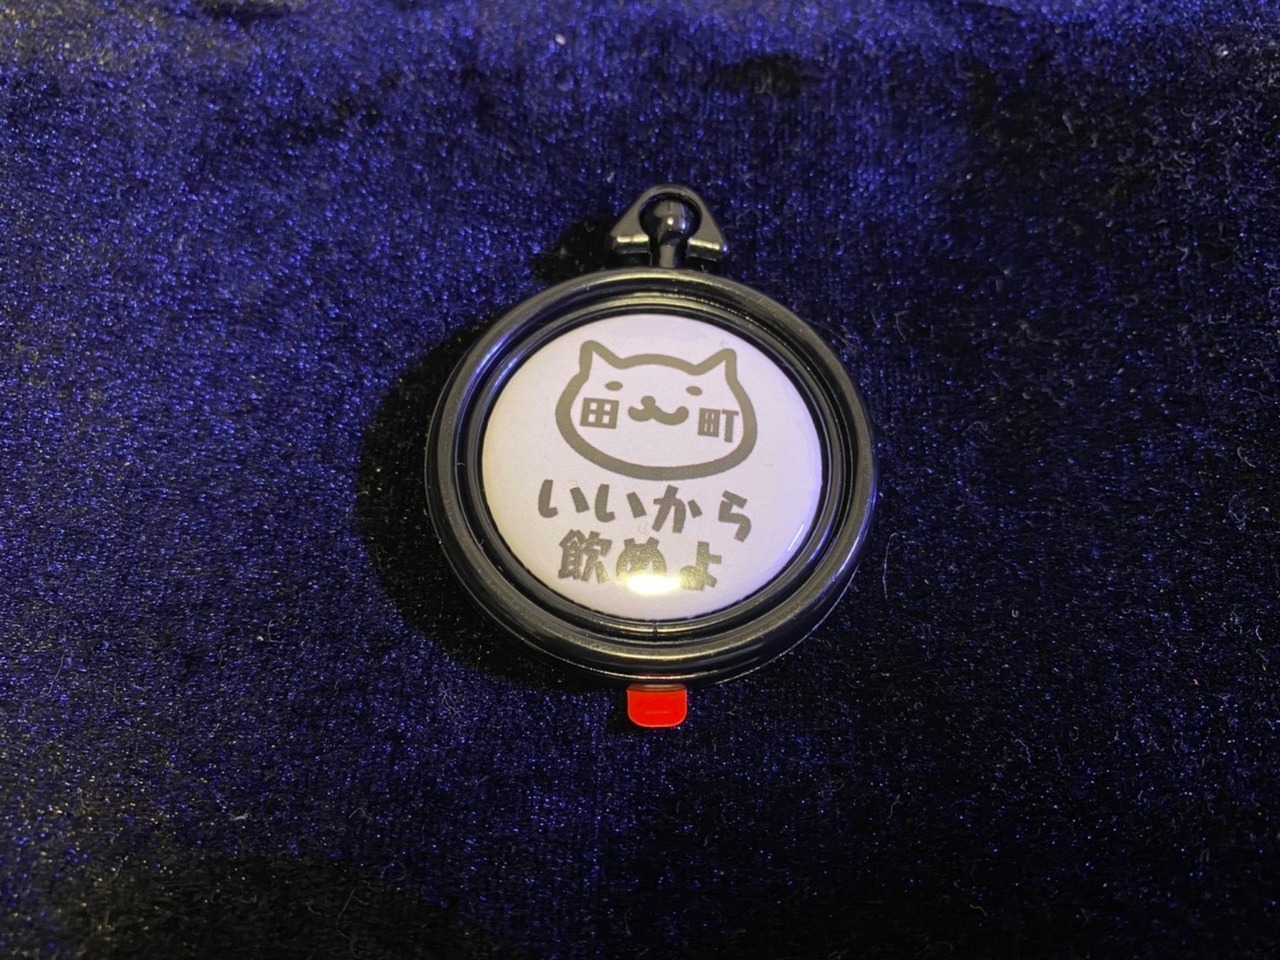 田 町
いいから
飲めよ